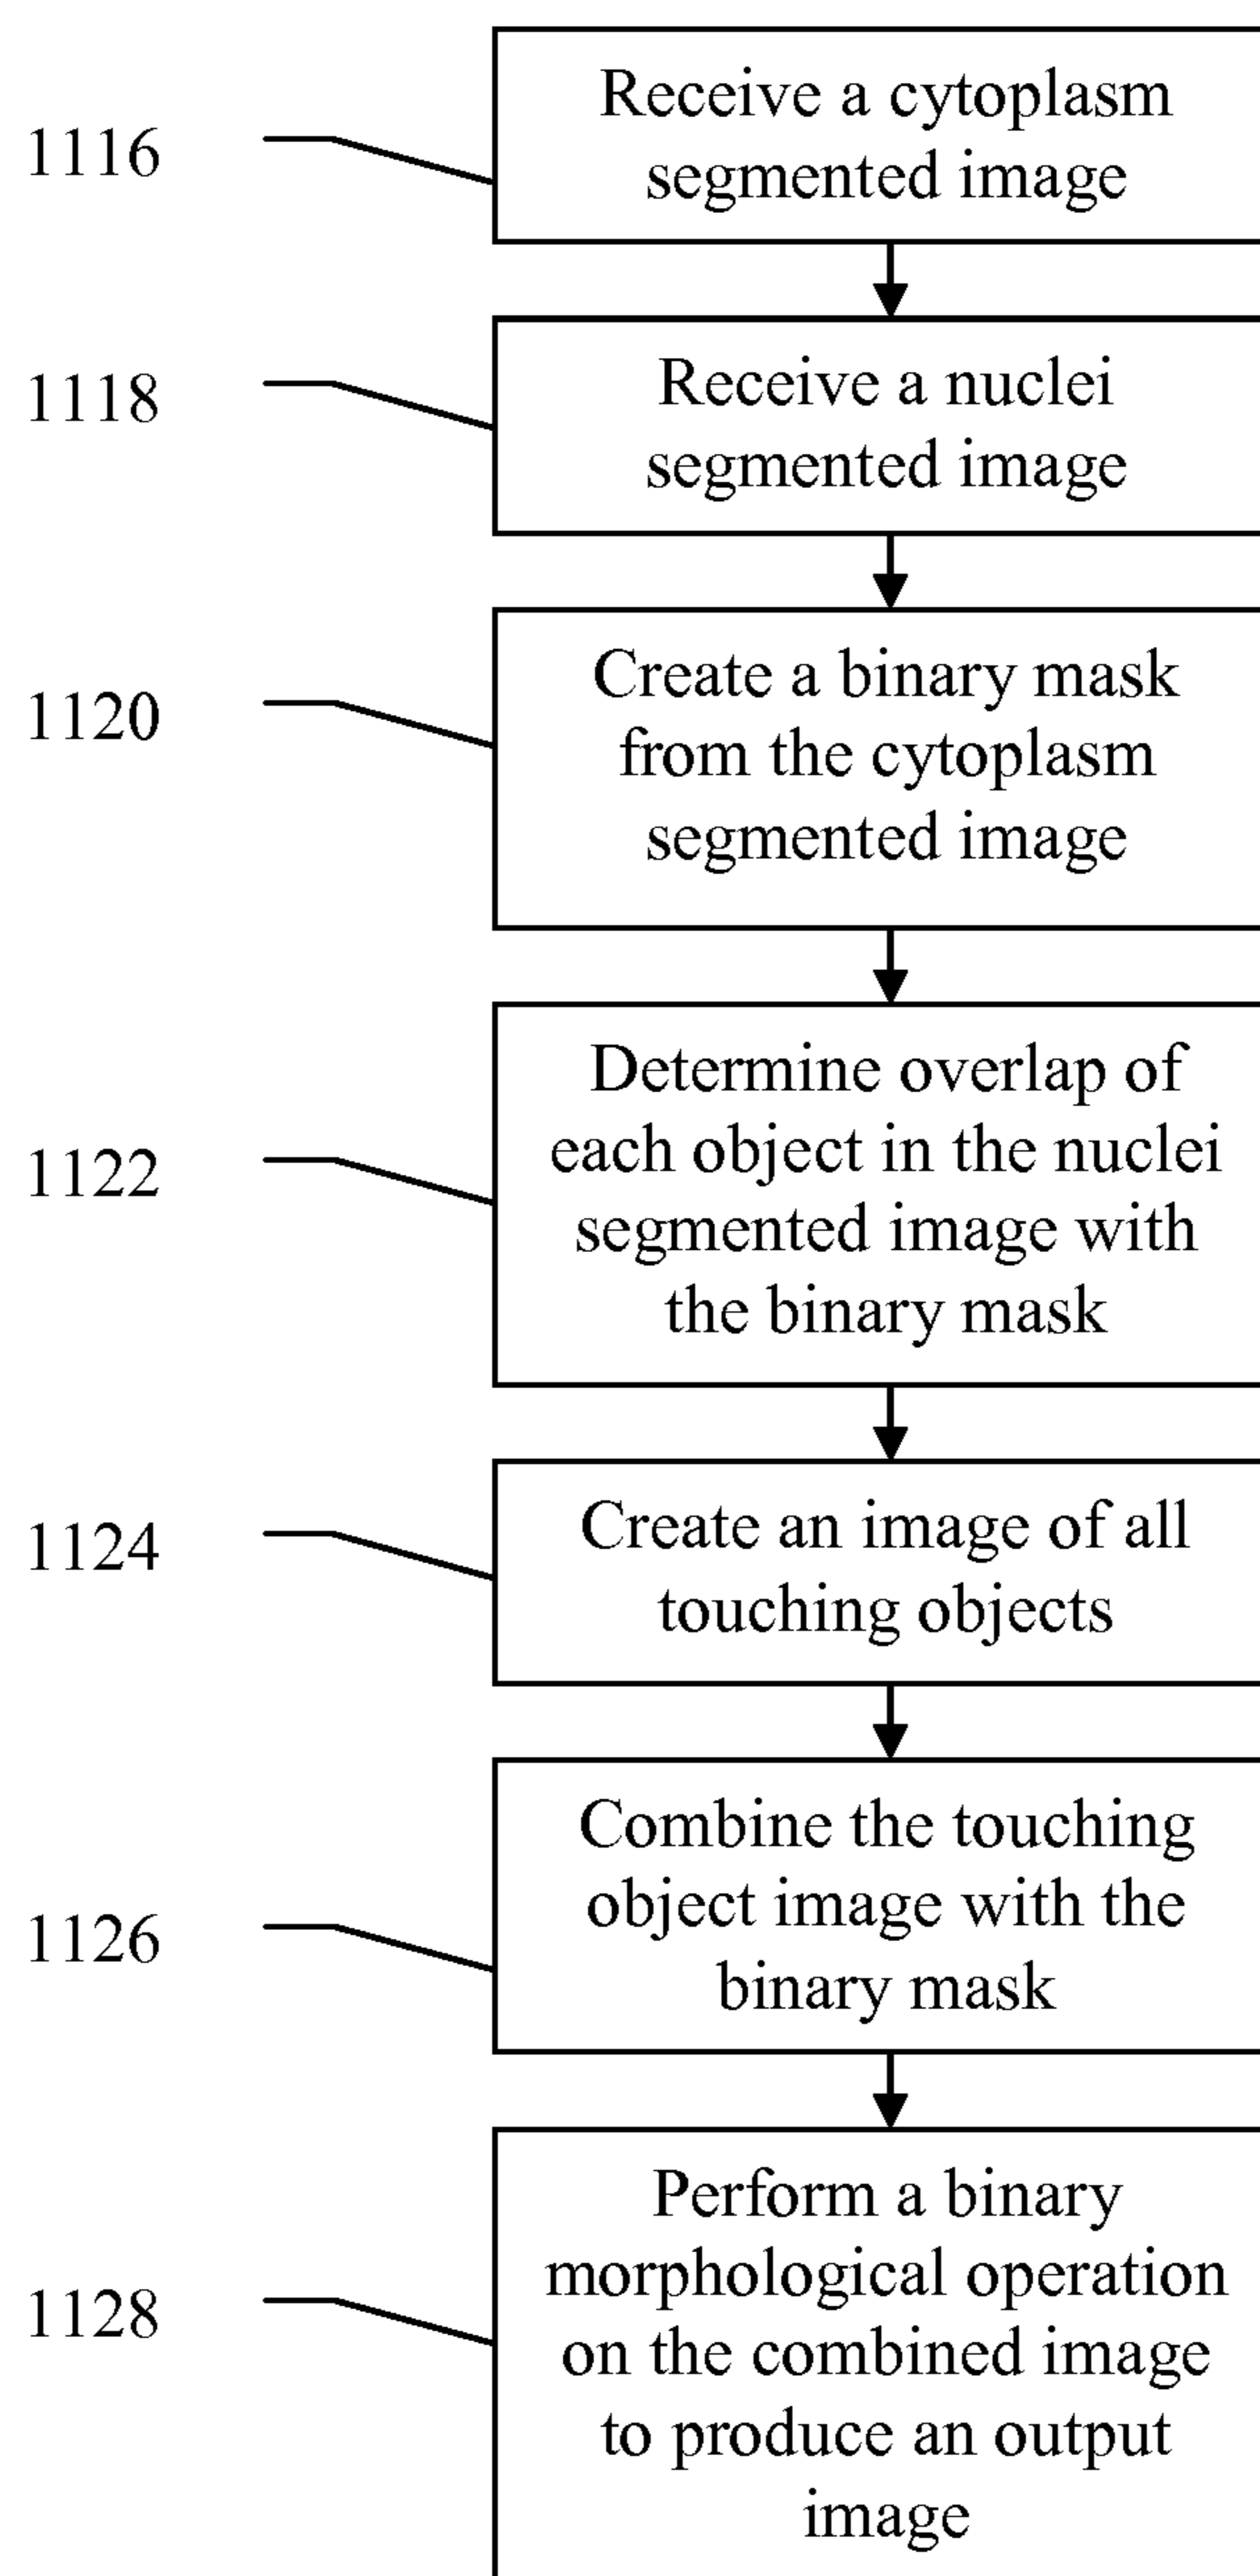 1116
Receive a cytoplasm
segmented image
1118
Receive a nuclei
segmented image
1120
Create a binary mask
from the cytoplasm
segmented image
1122
Determine overlap of
each object in the nuclei
segmented image with
the binary mask
1124
Create an image of all
touching objects
1126
Combine the touching
object image with the
binary mask
1128
Perform a binary
morphological operation
on the combined image
to produce an output
image